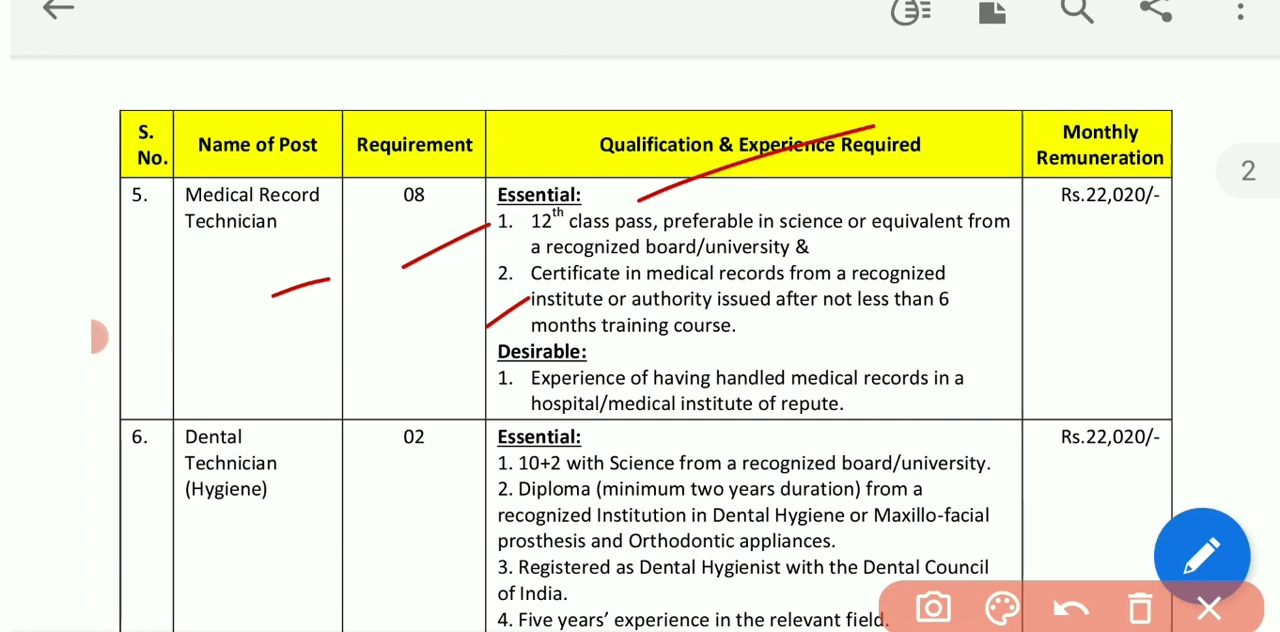 2
S. No.
Name of Post
Requirement
Qualification & Experience Required
Monthly Remuneration
5.
Medical Record
Technician
08
Essential:
1. 12th class pass, preferable in science or equivalent from
a recognized board/university &
2. Certificate in medical records from a recognized
institute or authority issued after not less than 6
months training course.
Desirable:
1. Experience of having handled medical records in a
hospital/medical institute of repute.
Rs.22,020/-
6.
Dental
Technician
(Hygiene)
02
Essential:
1. 10+2 with Science from a recognized board/university.
2. Diploma (minimum two years duration) from a
recognized Institution in Dental Hygiene or Maxillo-facial
prosthesis and Orthodontic appliances.
3. Registered as Dental Hygienist with the Dental Council
of India.
4. Five years’ experience in the relevant field.
Rs.22,020/-